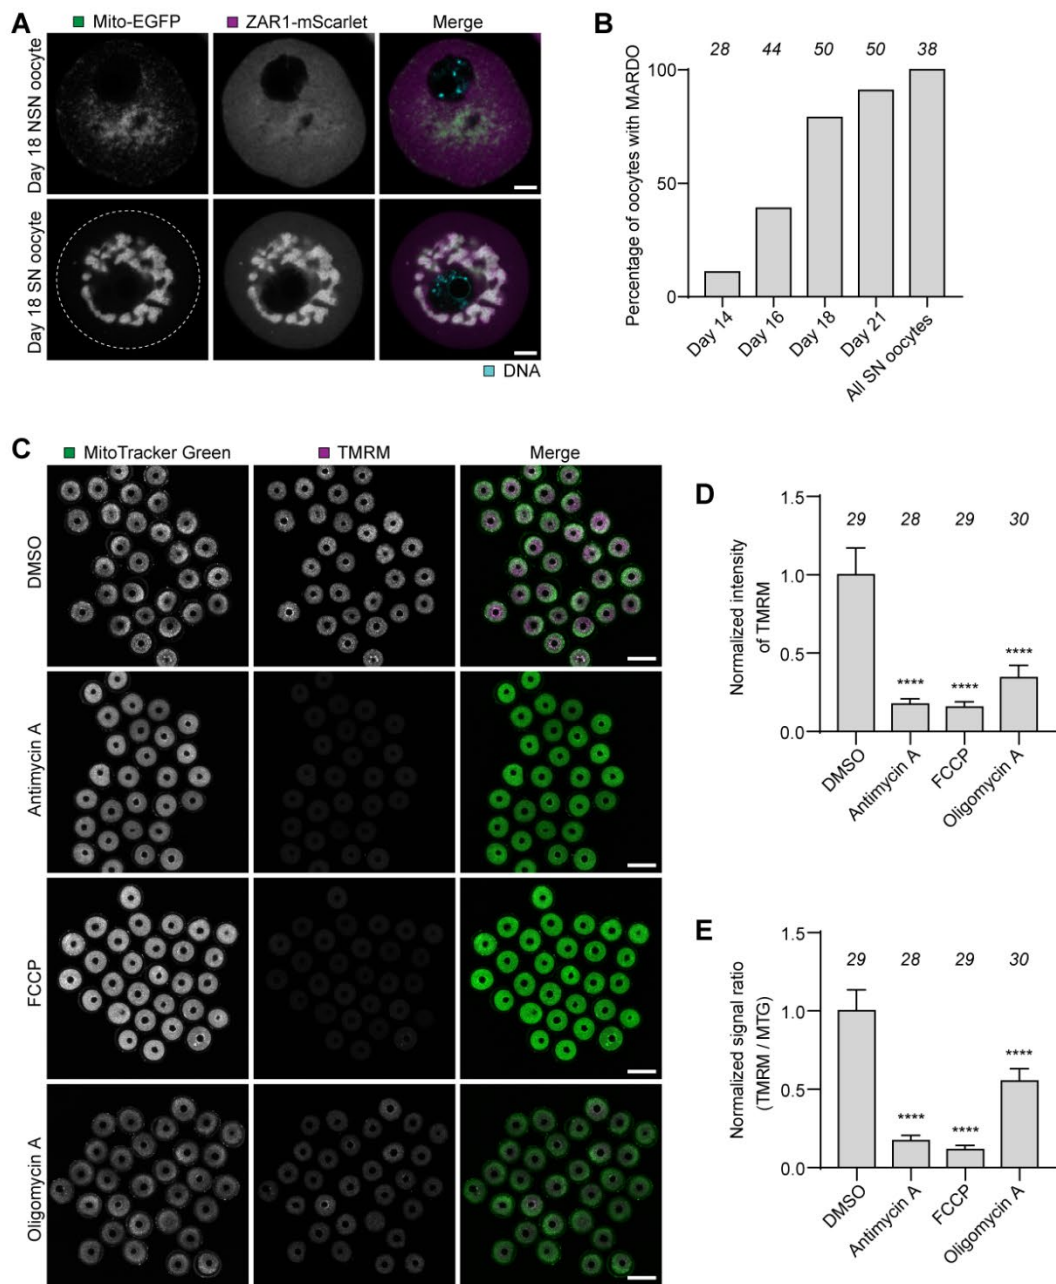 A
Mito-EGFP
ZAR1-mScarlet
Merge
Day 18 NSN oocyte
Day 18 SN oocyte
DNA
B
28 44 50 50 38
Percentage of oocytes with MARDO
100
50
0
Day 14
Day 16
Day 18
Day 21
All SN oocytes
C
MitoTracker Green
TMRM
Merge
DMSO
Antimycin A
FCCP
Oligomycin A
D
Normalized intensity
of TMRM
1.5
1.0
0.5
0.0
29 28 29 30
**** **** ****
DMSO
Antimycin A
FCCP
Oligomycin A
E
Normalized signal ratio
(TMRM / MTG)
1.5
1.0
0.5
0.0
29 28 29 30
**** **** ****
DMSO
Antimycin A
FCCP
Oligomycin A